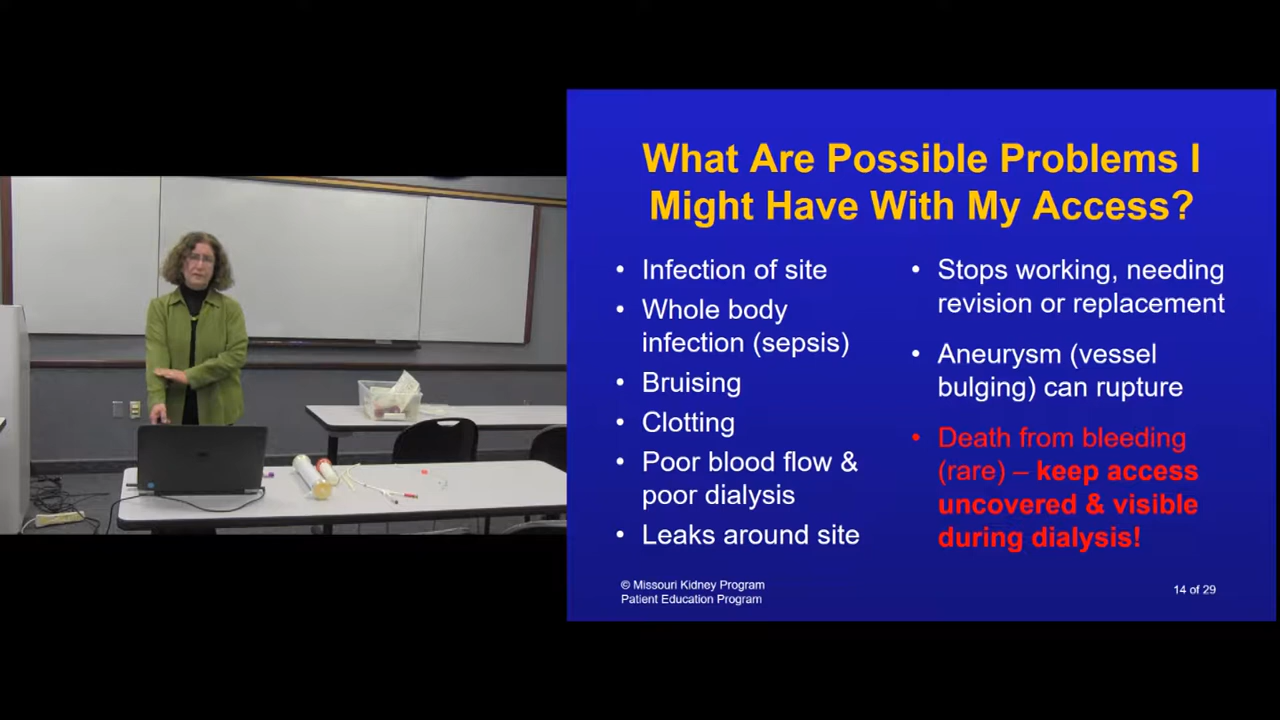 What Are Possible Problems I
Might Have With My Access?
• Infection of site
• Whole body
infection (sepsis)
• Bruising
• Clotting
• Poor blood flow &
poor dialysis
• Leaks around site
• Stops working, needing
revision or replacement
• Aneurysm (vessel
bulging) can rupture
• Death from bleeding
(rare) – keep access
uncovered & visible
during dialysis!
© Missouri Kidney Program
Patient Education Program
14 of 29